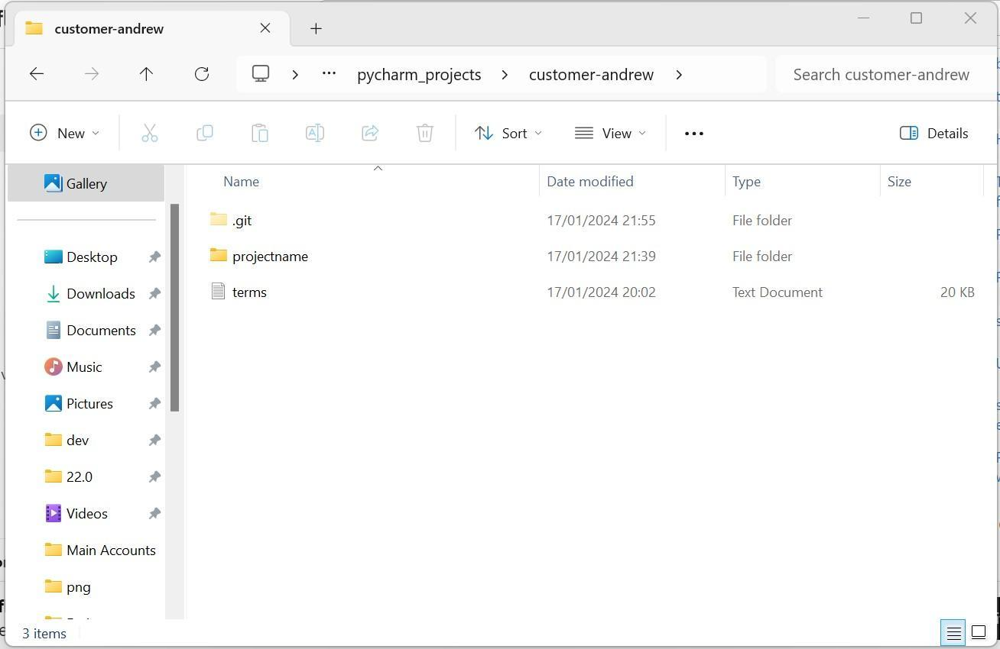 customer-andrew
pycharm_projects customer-andrew Search customer-andrew
New Sort View Details
Gallery
Name Date modified Type Size
.git 17/01/2024 21:55 File folder
projectname 17/01/2024 21:39 File folder
terms 17/01/2024 20:02 Text Document 20 KB
Desktop
Downloads
Documents
Music
Pictures
dev
22.0
Videos
Main Accounts
png
3 items